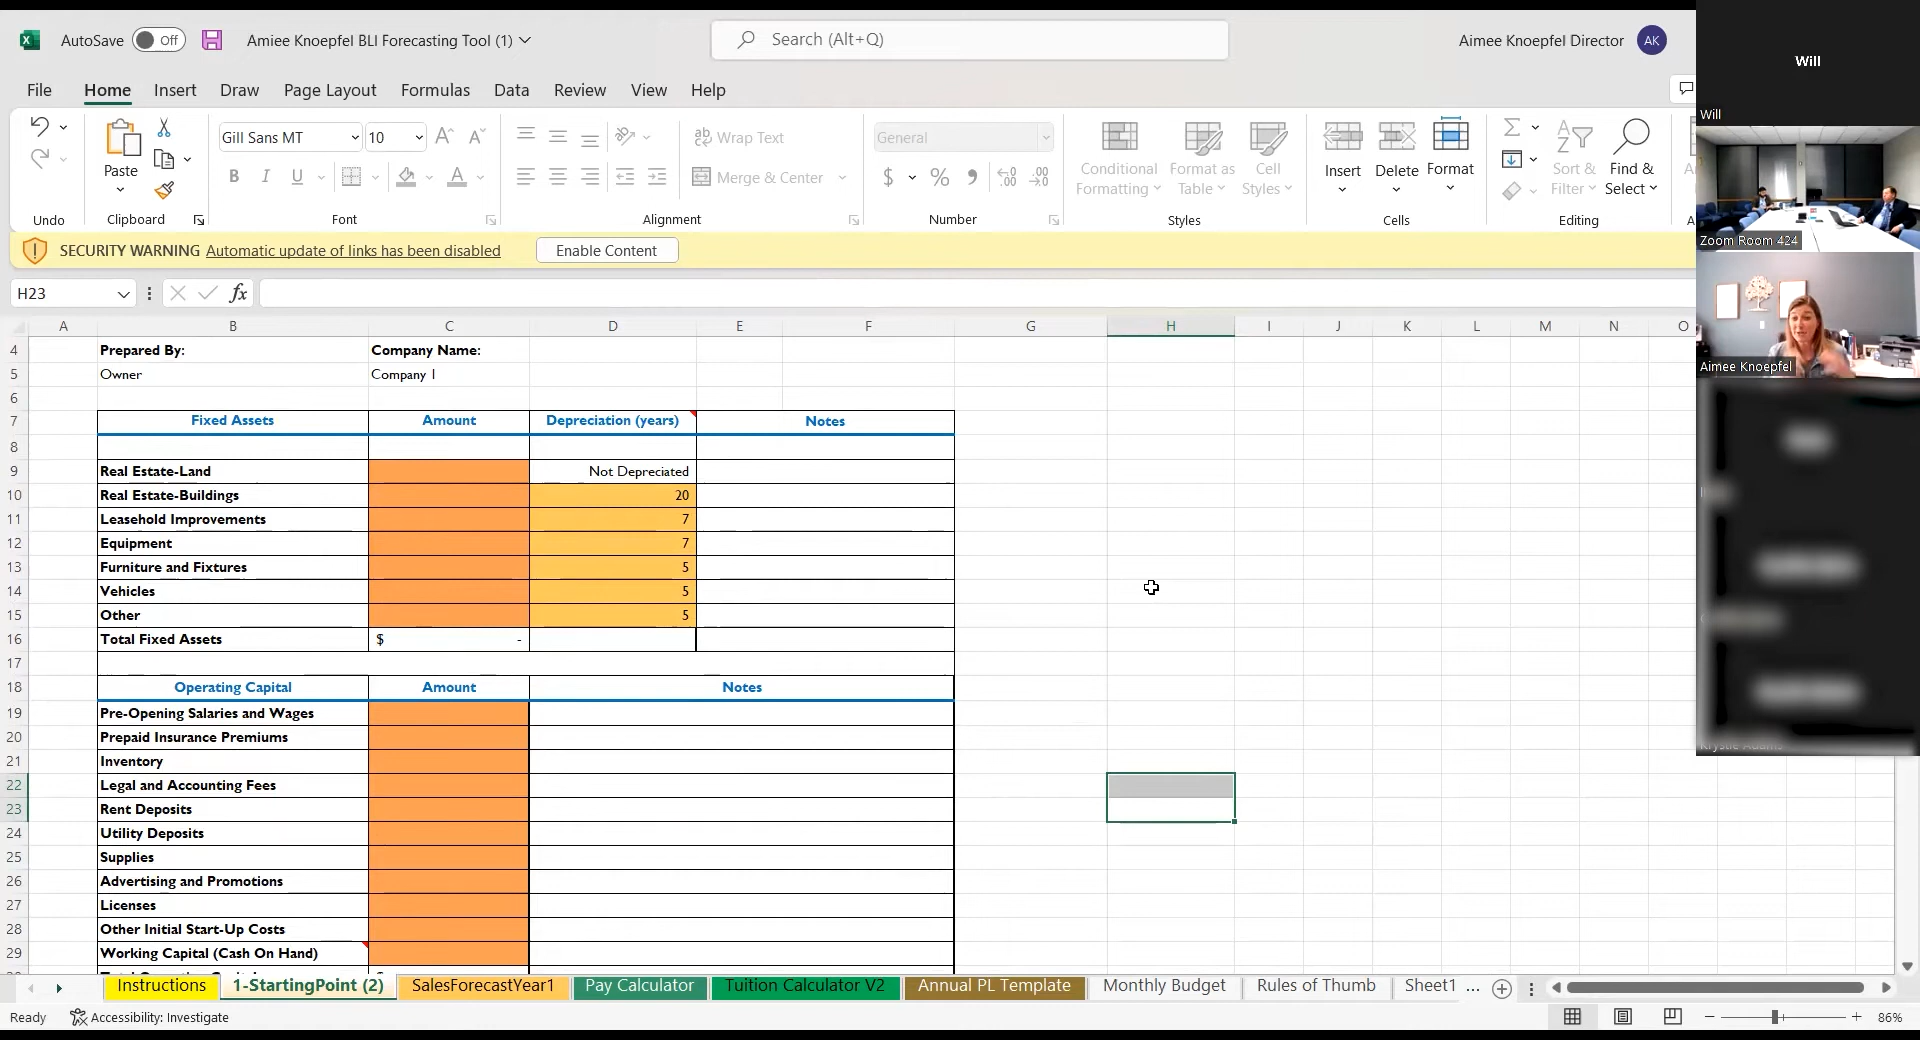 AutoSave Off Amiee Knoepfel BLI Forecasting Tool (1) Search (Alt+Q) Aimee Knoepfel Director AK
File Home Insert Draw Page Layout Formulas Data Review View Help
Gill Sans MT 10 Wrap Text General
Paste Merge & Center $ % Conditional Formatting Format as Table Cell Styles Insert Delete Format Sort & Filter Find & Select
Undo Clipboard Font Alignment Number Styles Cells Editing
SECURITY WARNING Automatic update of links has been disabled Enable Content
H23 fx
A B C D E F G H I J K L M N O
4 Prepared By: Company Name:
5 Owner Company 1
6
7 Fixed Assets Amount Depreciation (years) Notes
8
9 Real Estate-Land Not Depreciated
10 Real Estate-Buildings 20
11 Leasehold Improvements 7
12 Equipment 7
13 Furniture and Fixtures 5
14 Vehicles 5
15 Other 5
16 Total Fixed Assets $ -
17
18 Operating Capital Amount Notes
19 Pre-Opening Salaries and Wages
20 Prepaid Insurance Premiums
21 Inventory
22 Legal and Accounting Fees
23 Rent Deposits
24 Utility Deposits
25 Supplies
26 Advertising and Promotions
27 Licenses
28 Other Initial Start-Up Costs
29 Working Capital (Cash On Hand)
Instructions 1-StartingPoint (2) SalesForecastYear1 Pay Calculator Tuition Calculator V2 Annual PL Template Monthly Budget Rules of Thumb Sheet1 ...
Ready Accessibility: Investigate 86%
Will
Will
Zoom Room 424
Aimee Knoepfel